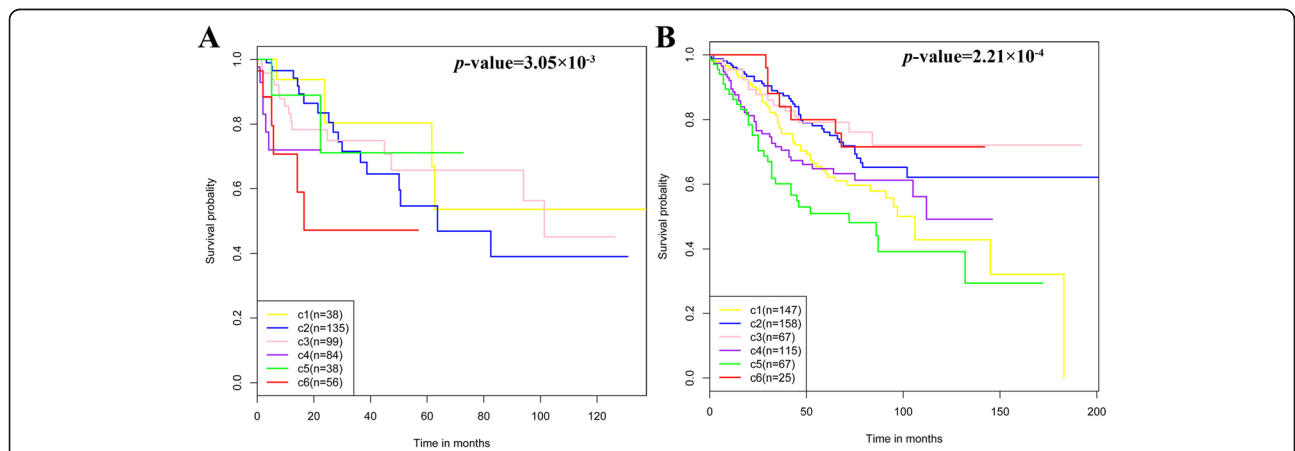 A
p-value=3.05×10-3
1.0
0.8
0.6
0.4
0.2
0.0
Survival probality
c1(n=38)
c2(n=135)
c3(n=99)
c4(n=84)
c5(n=38)
c6(n=56)
0 20 40 60 80 100 120
Time in months
B
p-value=2.21×10-4
1.0
0.8
0.6
0.4
0.2
0.0
Survival probality
c1(n=147)
c2(n=158)
c3(n=67)
c4(n=115)
c5(n=67)
c6(n=25)
0 50 100 150 200
Time in months